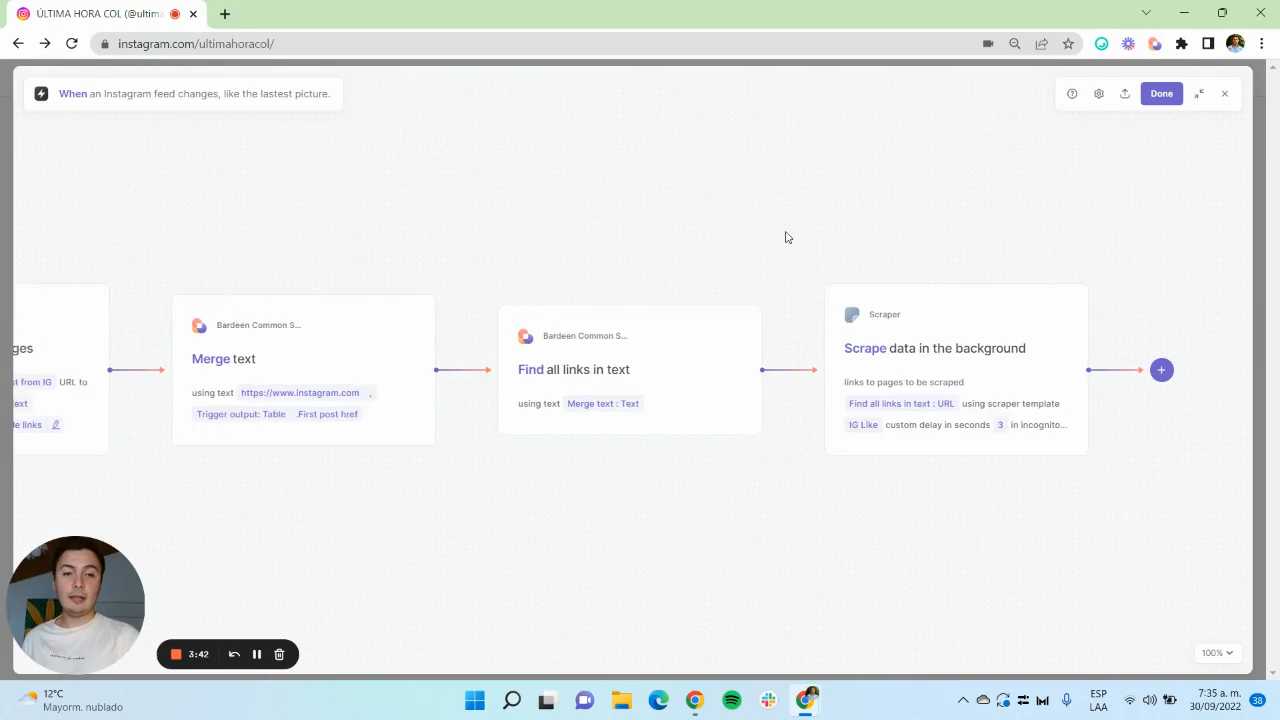 ÚLTIMA HORA COL (@ultima
instagram.com/ultimahoracol/
When an Instagram feed changes, like the lastest picture.
Done
ges
st from IG URL to
ext
le links
Bardeen Common S...
Merge text
using text https://www.instagram.com ,
Trigger output: Table .First post href
Bardeen Common S...
Find all links in text
using text Merge text : Text
Scraper
Scrape data in the background
links to pages to be scraped
Find all links in text : URL using scraper template
IG Like custom delay in seconds 3 in incognito...
3:42
100%
12°C
Mayorm. nublado
ESP
LAA
7:35 a. m.
30/09/2022
38